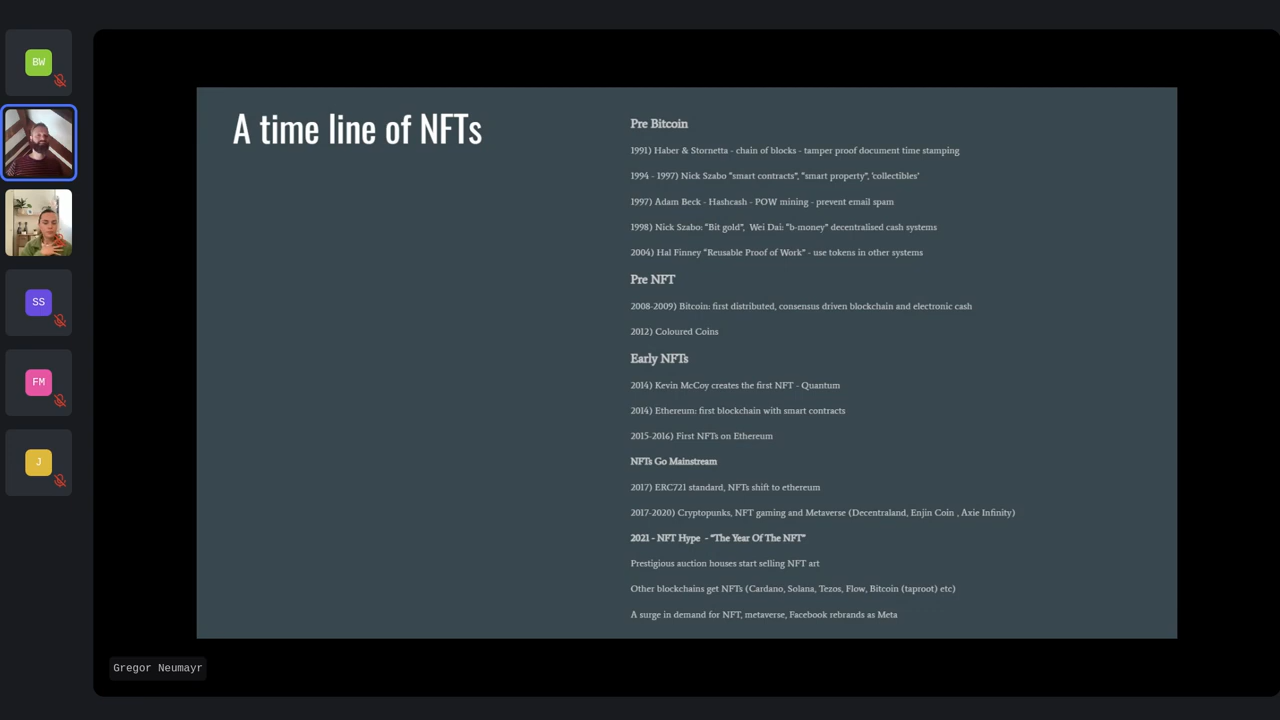 BW
SS
FM
J
A time line of NFTs
Pre Bitcoin
1991) Haber & Stornetta - chain of blocks - tamper proof document time stamping
1994 - 1997) Nick Szabo "smart contracts", "smart property", 'collectibles'
1997) Adam Beck - Hashcash - POW mining - prevent email spam
1998) Nick Szabo: "Bit gold", Wei Dai: "b-money" decentralised cash systems
2004) Hal Finney "Reusable Proof of Work" - use tokens in other systems
Pre NFT
2008-2009) Bitcoin: first distributed, consensus driven blockchain and electronic cash
2012) Coloured Coins
Early NFTs
2014) Kevin McCoy creates the first NFT - Quantum
2014) Ethereum: first blockchain with smart contracts
2015-2016) First NFTs on Ethereum
NFTs Go Mainstream
2017) ERC721 standard, NFTs shift to ethereum
2017-2020) Cryptopunks, NFT gaming and Metaverse (Decentraland, Enjin Coin , Axie Infinity)
2021 - NFT Hype - "The Year Of The NFT"
Prestigious auction houses start selling NFT art
Other blockchains get NFTs (Cardano, Solana, Tezos, Flow, Bitcoin (taproot) etc)
A surge in demand for NFT, metaverse, Facebook rebrands as Meta
Gregor Neumayr